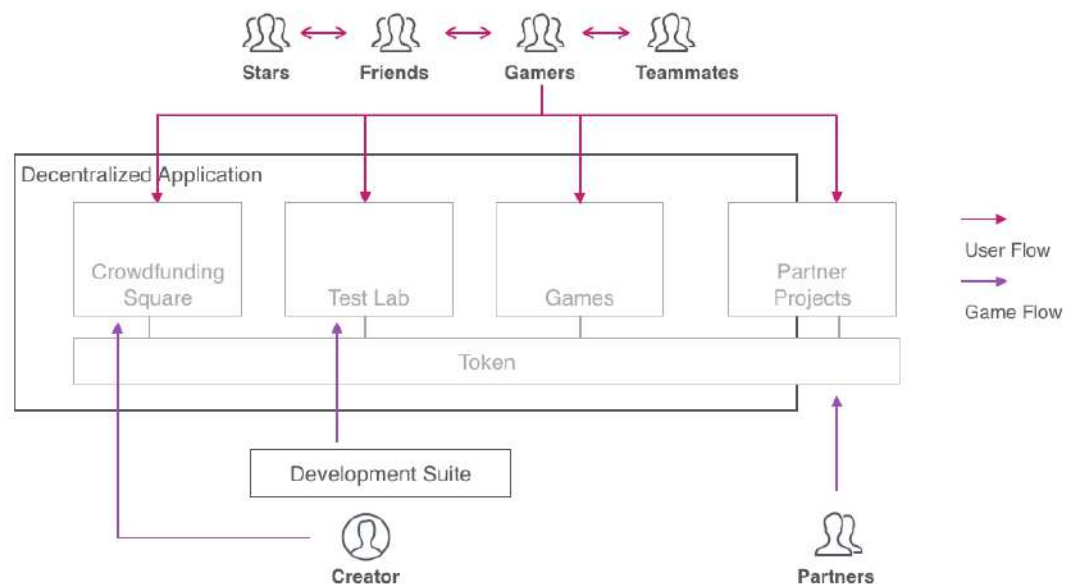 Stars
Friends
Gamers
Teammates
Decentralized Application
Crowdfunding
Square
Test Lab
Games
Partner
Projects
User Flow
Game Flow
Token
Development Suite
Creator
Partners